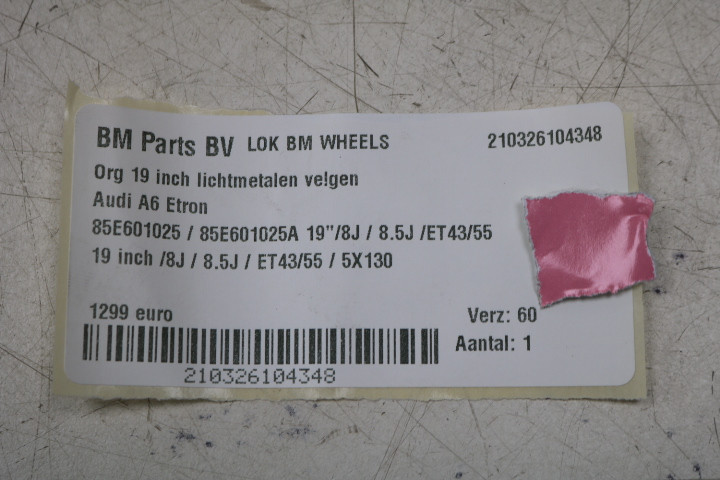 BM Parts BV LOK BM WHEELS 210326104348
Org 19 inch lichtmetalen velgen
Audi A6 Etron
85E601025 / 85E601025A 19"/8J / 8.5J /ET43/55
19 inch /8J / 8.5J / ET43/55 / 5X130
1299 euro Verz: 60
Aantal: 1
210326104348